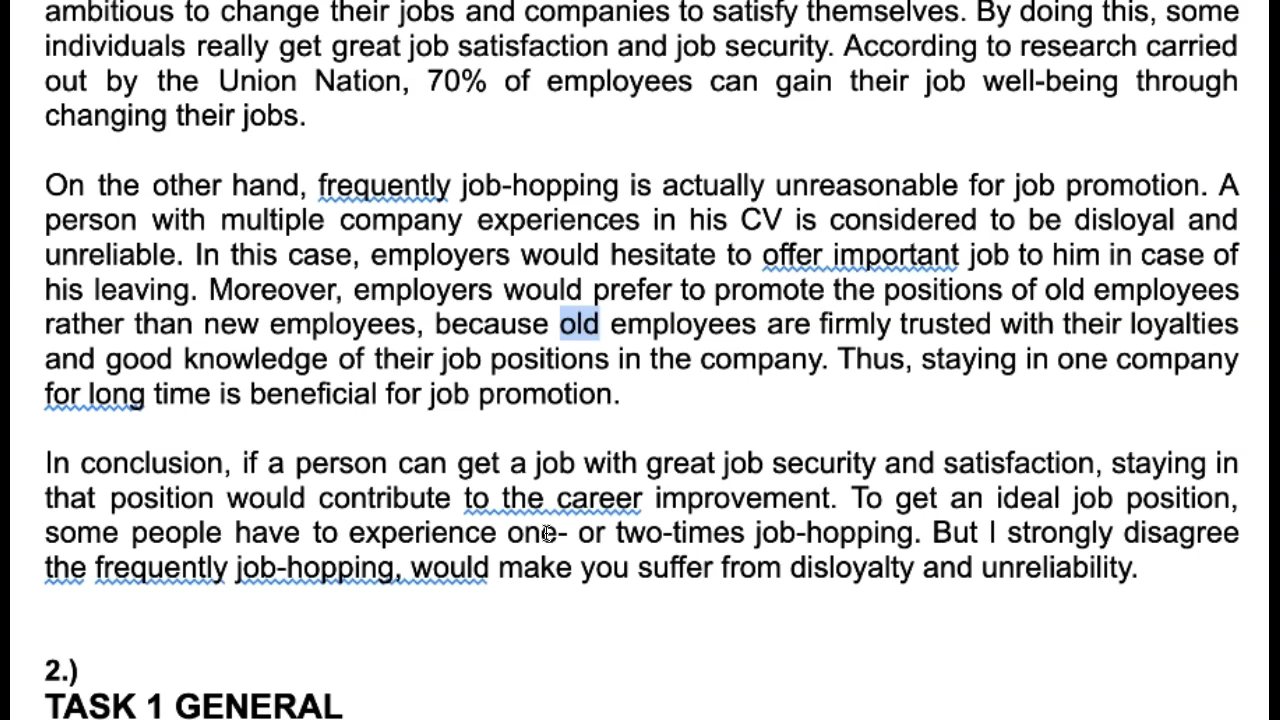 ambitious to change their jobs and companies to satisfy themselves. By doing this, some
individuals really get great job satisfaction and job security. According to research carried
out by the Union Nation, 70% of employees can gain their job well-being through
changing their jobs.
On the other hand, frequently job-hopping is actually unreasonable for job promotion. A
person with multiple company experiences in his CV is considered to be disloyal and
unreliable. In this case, employers would hesitate to offer important job to him in case of
his leaving. Moreover, employers would prefer to promote the positions of old employees
rather than new employees, because old employees are firmly trusted with their loyalties
and good knowledge of their job positions in the company. Thus, staying in one company
for long time is beneficial for job promotion.
In conclusion, if a person can get a job with great job security and satisfaction, staying in
that position would contribute to the career improvement. To get an ideal job position,
some people have to experience one- or two-times job-hopping. But I strongly disagree
the frequently job-hopping, would make you suffer from disloyalty and unreliability.
2.)
TASK 1 GENERAL